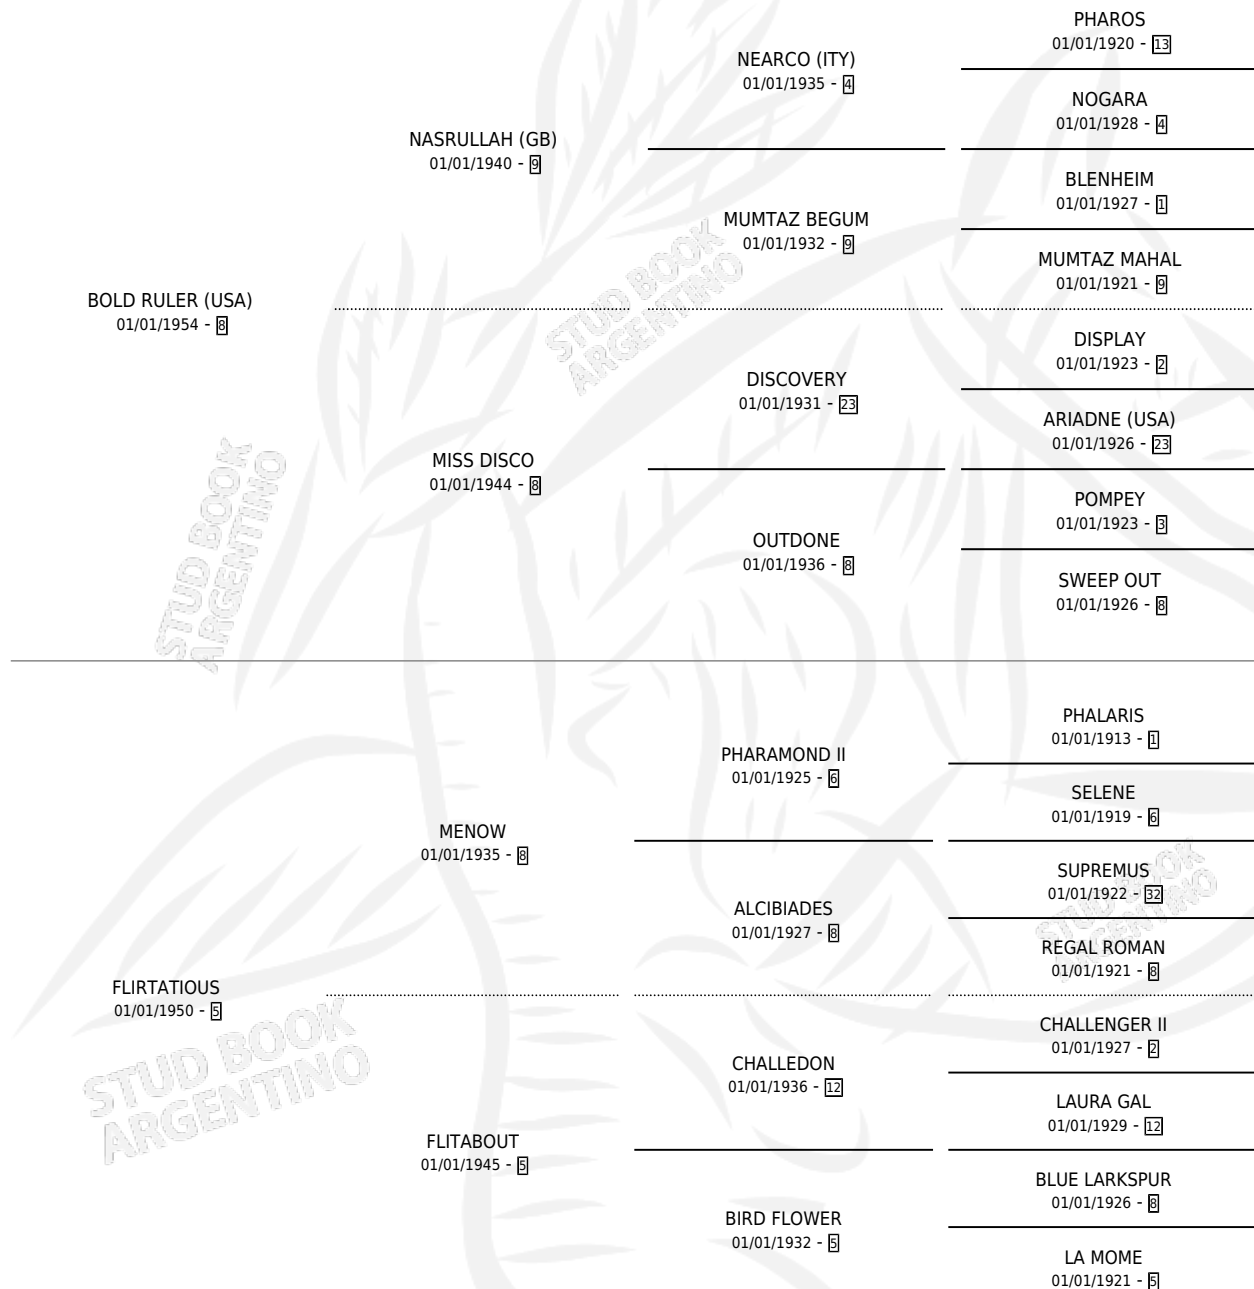 PHAROS
01/01/1920 - 13
NEARCO (ITY)
01/01/1935 - 4
NOGARA
01/01/1928 - 4
NASRULLAH (GB)
01/01/1940 - 9
BLENHEIM
01/01/1927 - 1
MUMTAZ BEGUM
01/01/1932 - 9
MUMTAZ MAHAL
01/01/1921 - 9
BOLD RULER (USA)
01/01/1954 - 8
DISPLAY
01/01/1923 - 2
DISCOVERY
01/01/1931 - 23
ARIADNE (USA)
01/01/1926 - 23
MISS DISCO
01/01/1944 - 8
POMPEY
01/01/1923 - 3
OUTDONE
01/01/1936 - 8
SWEEP OUT
01/01/1926 - 8
PHALARIS
01/01/1913 - 1
PHARAMOND II
01/01/1925 - 6
SELENE
01/01/1919 - 6
MENOW
01/01/1935 - 8
SUPREMUS
01/01/1922 - 32
ALCIBIADES
01/01/1927 - 8
REGAL ROMAN
01/01/1921 - 8
FLIRTATIOUS
01/01/1950 - 5
CHALLENGER II
01/01/1927 - 2
CHALLEDON
01/01/1936 - 12
LAURA GAL
01/01/1929 - 12
FLITABOUT
01/01/1945 - 5
BLUE LARKSPUR
01/01/1926 - 8
BIRD FLOWER
01/01/1932 - 5
LA MOME
01/01/1921 - 5
STUD BOOK
ARGENTINO
STUD BOOK
ARGENTINO
STUD BOOK
ARGENTINO
STUD BOOK
ARGENTINO